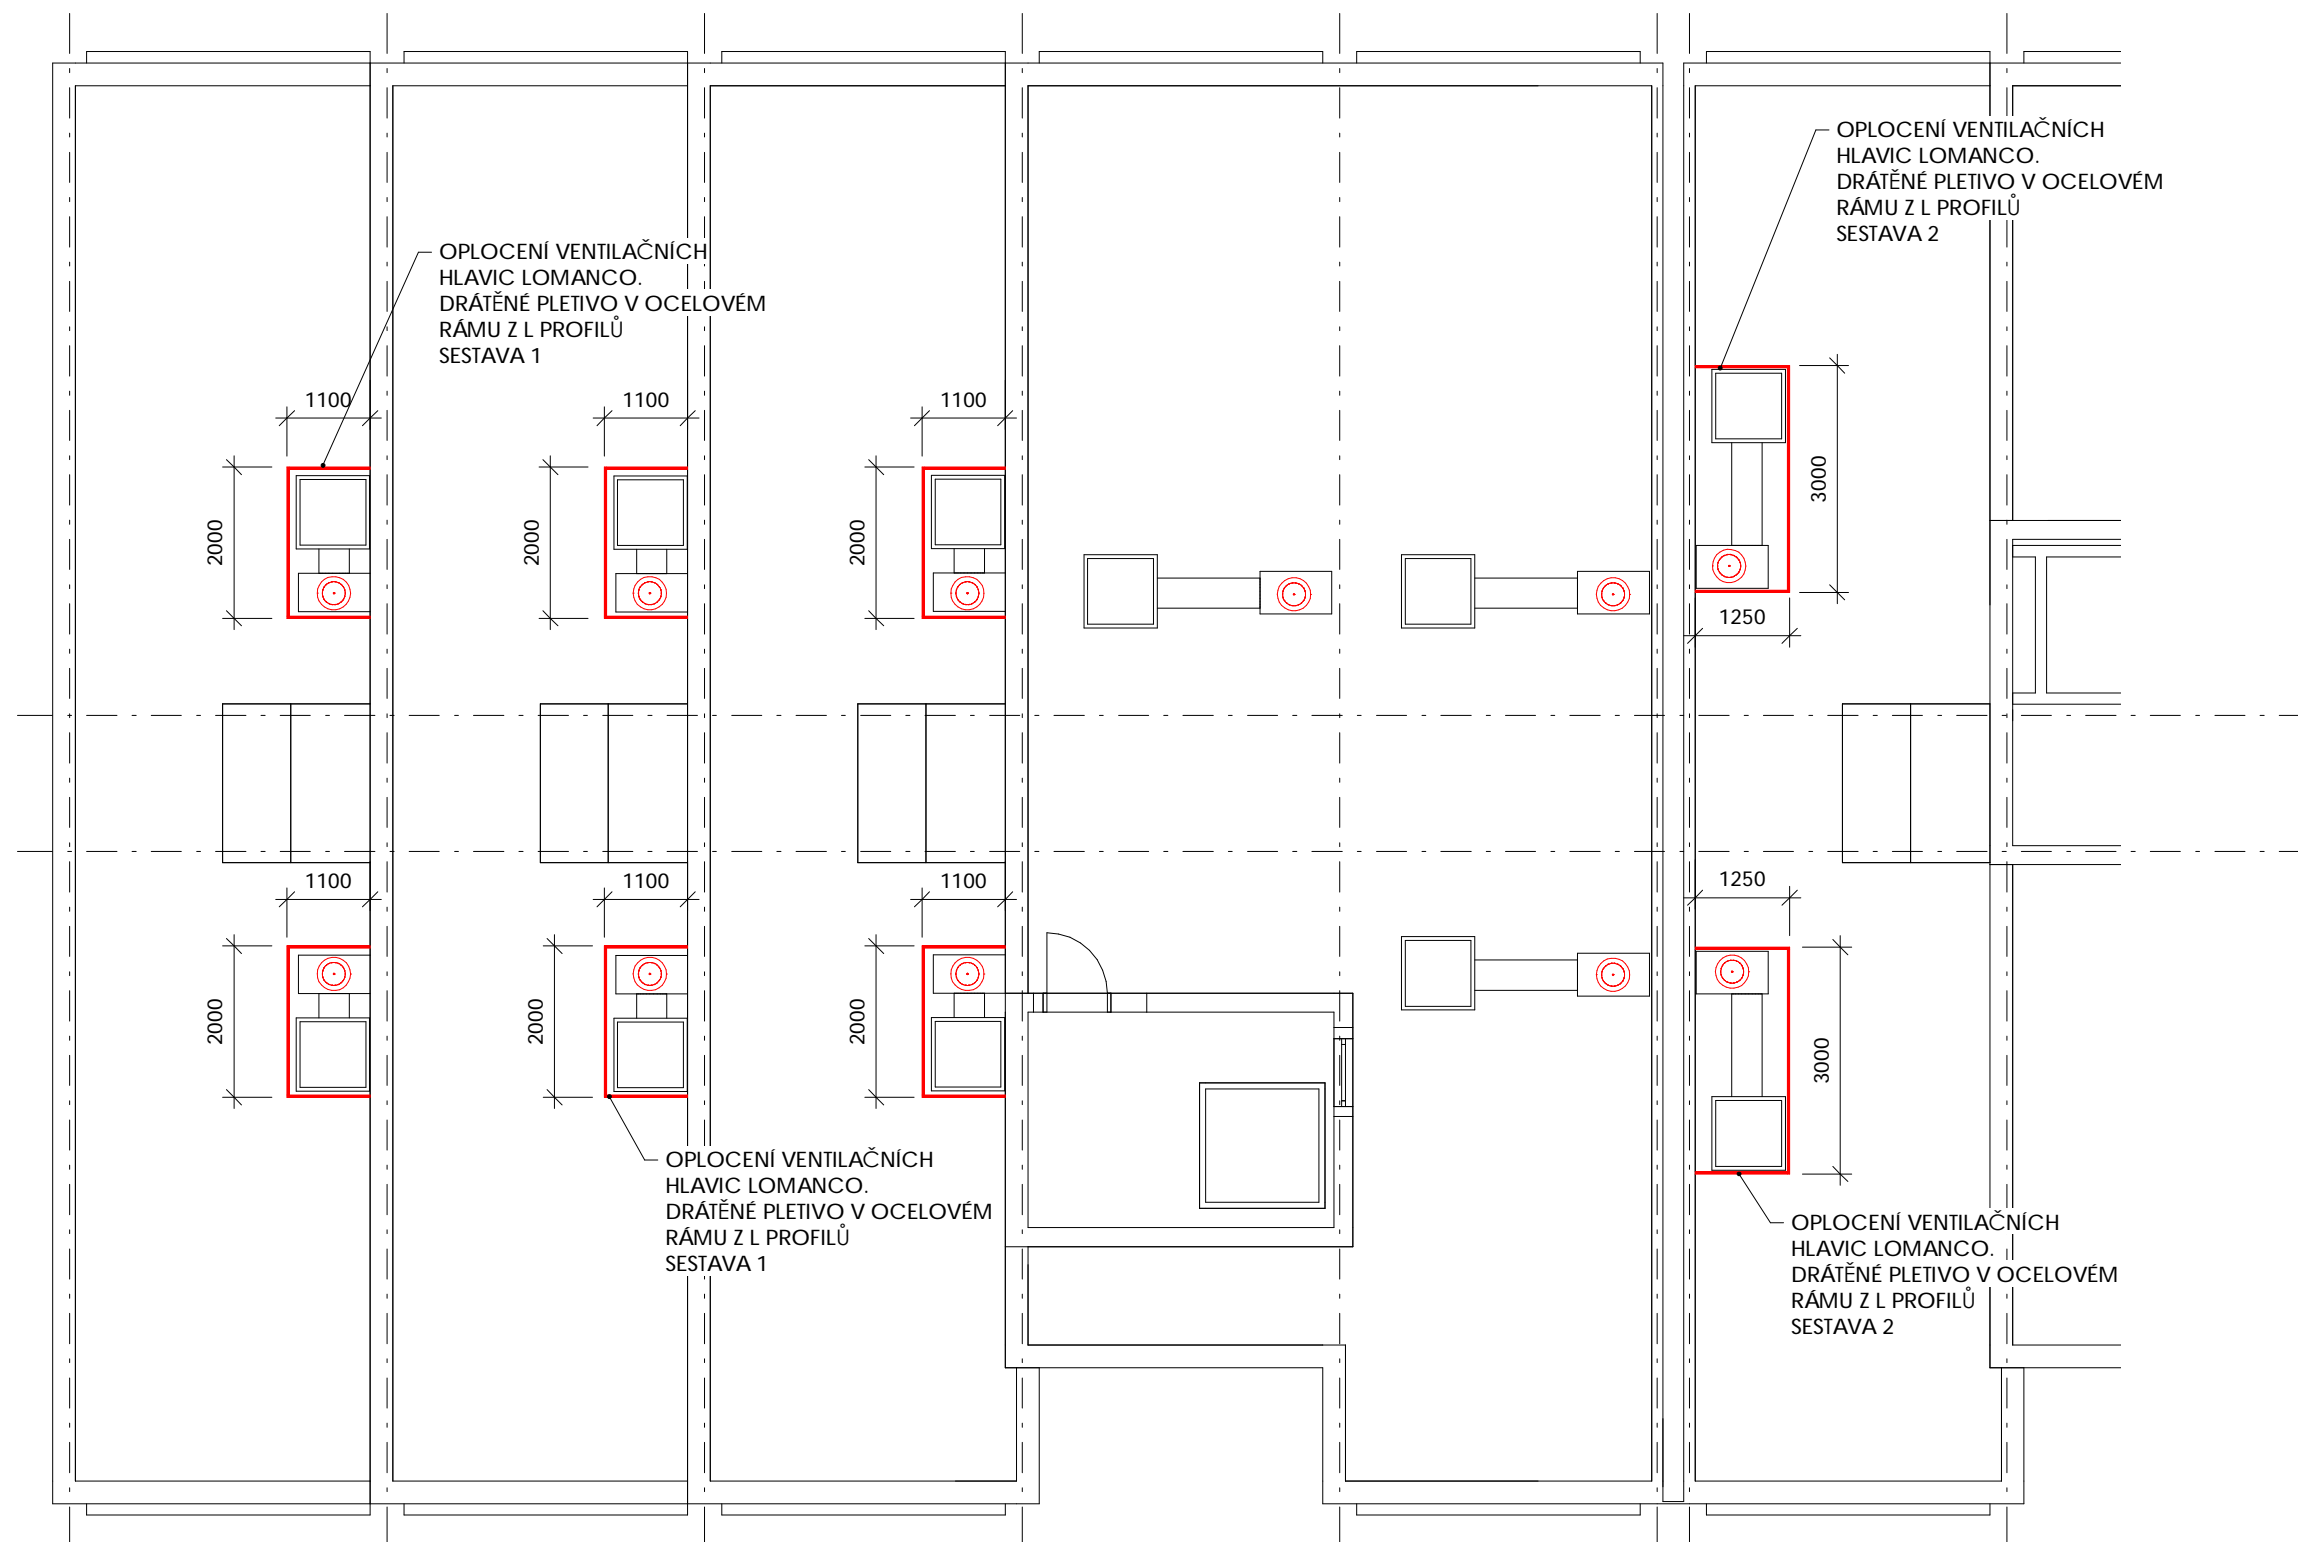 OPLOCENÍ VENTILAČNÍCH
HLAVIC LOMANCO.
DRÁTĚNÉ PLETIVO V OCELOVÉM
RÁMU Z L PROFILŮ
SESTAVA 2
OPLOCENÍ VENTILAČNÍCH
HLAVIC LOMANCO.
DRÁTĚNÉ PLETIVO V OCELOVÉM
RÁMU Z L PROFILŮ
SESTAVA 1
1100
1100
1100
2000
2000
2000
3000
1250
1100
1100
1100
1250
2000
2000
2000
3000
OPLOCENÍ VENTILAČNÍCH
HLAVIC LOMANCO.
DRÁTĚNÉ PLETIVO V OCELOVÉM
RÁMU Z L PROFILŮ
SESTAVA 1
OPLOCENÍ VENTILAČNÍCH
HLAVIC LOMANCO.
DRÁTĚNÉ PLETIVO V OCELOVÉM
RÁMU Z L PROFILŮ
SESTAVA 2